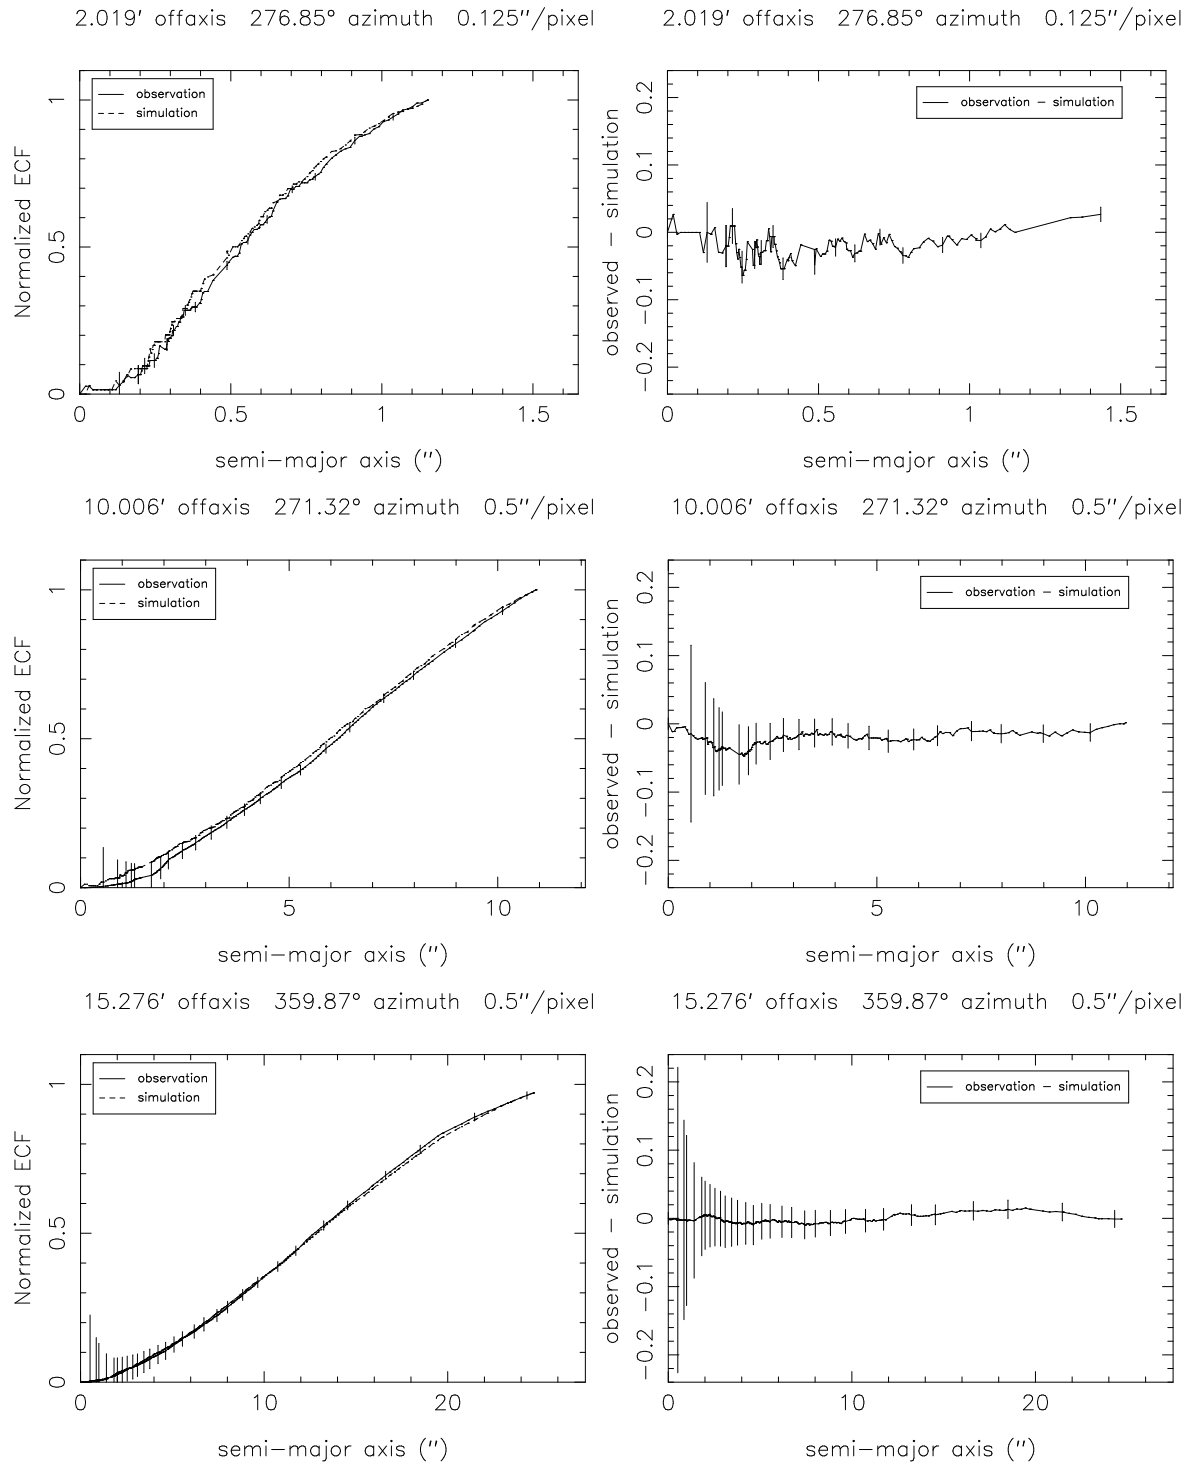 2.019′ offaxis 276.85° azimuth 0.125″/pixel
observation
simulation
Normalized ECF
0 0.5 1
0 0.5 1 1.5
semi−major axis (″)
2.019′ offaxis 276.85° azimuth 0.125″/pixel
observation − simulation
observed − simulation
−0.2 −0.1 0 0.1 0.2
0 0.5 1 1.5
semi−major axis (″)
10.006′ offaxis 271.32° azimuth 0.5″/pixel
observation
simulation
Normalized ECF
0 0.5 1
0 5 10
semi−major axis (″)
10.006′ offaxis 271.32° azimuth 0.5″/pixel
observation − simulation
observed − simulation
−0.2 −0.1 0 0.1 0.2
0 5 10
semi−major axis (″)
15.276′ offaxis 359.87° azimuth 0.5″/pixel
observation
simulation
Normalized ECF
0 0.5 1
0 10 20
semi−major axis (″)
15.276′ offaxis 359.87° azimuth 0.5″/pixel
observation − simulation
observed − simulation
−0.2 −0.1 0 0.1 0.2
0 10 20
semi−major axis (″)